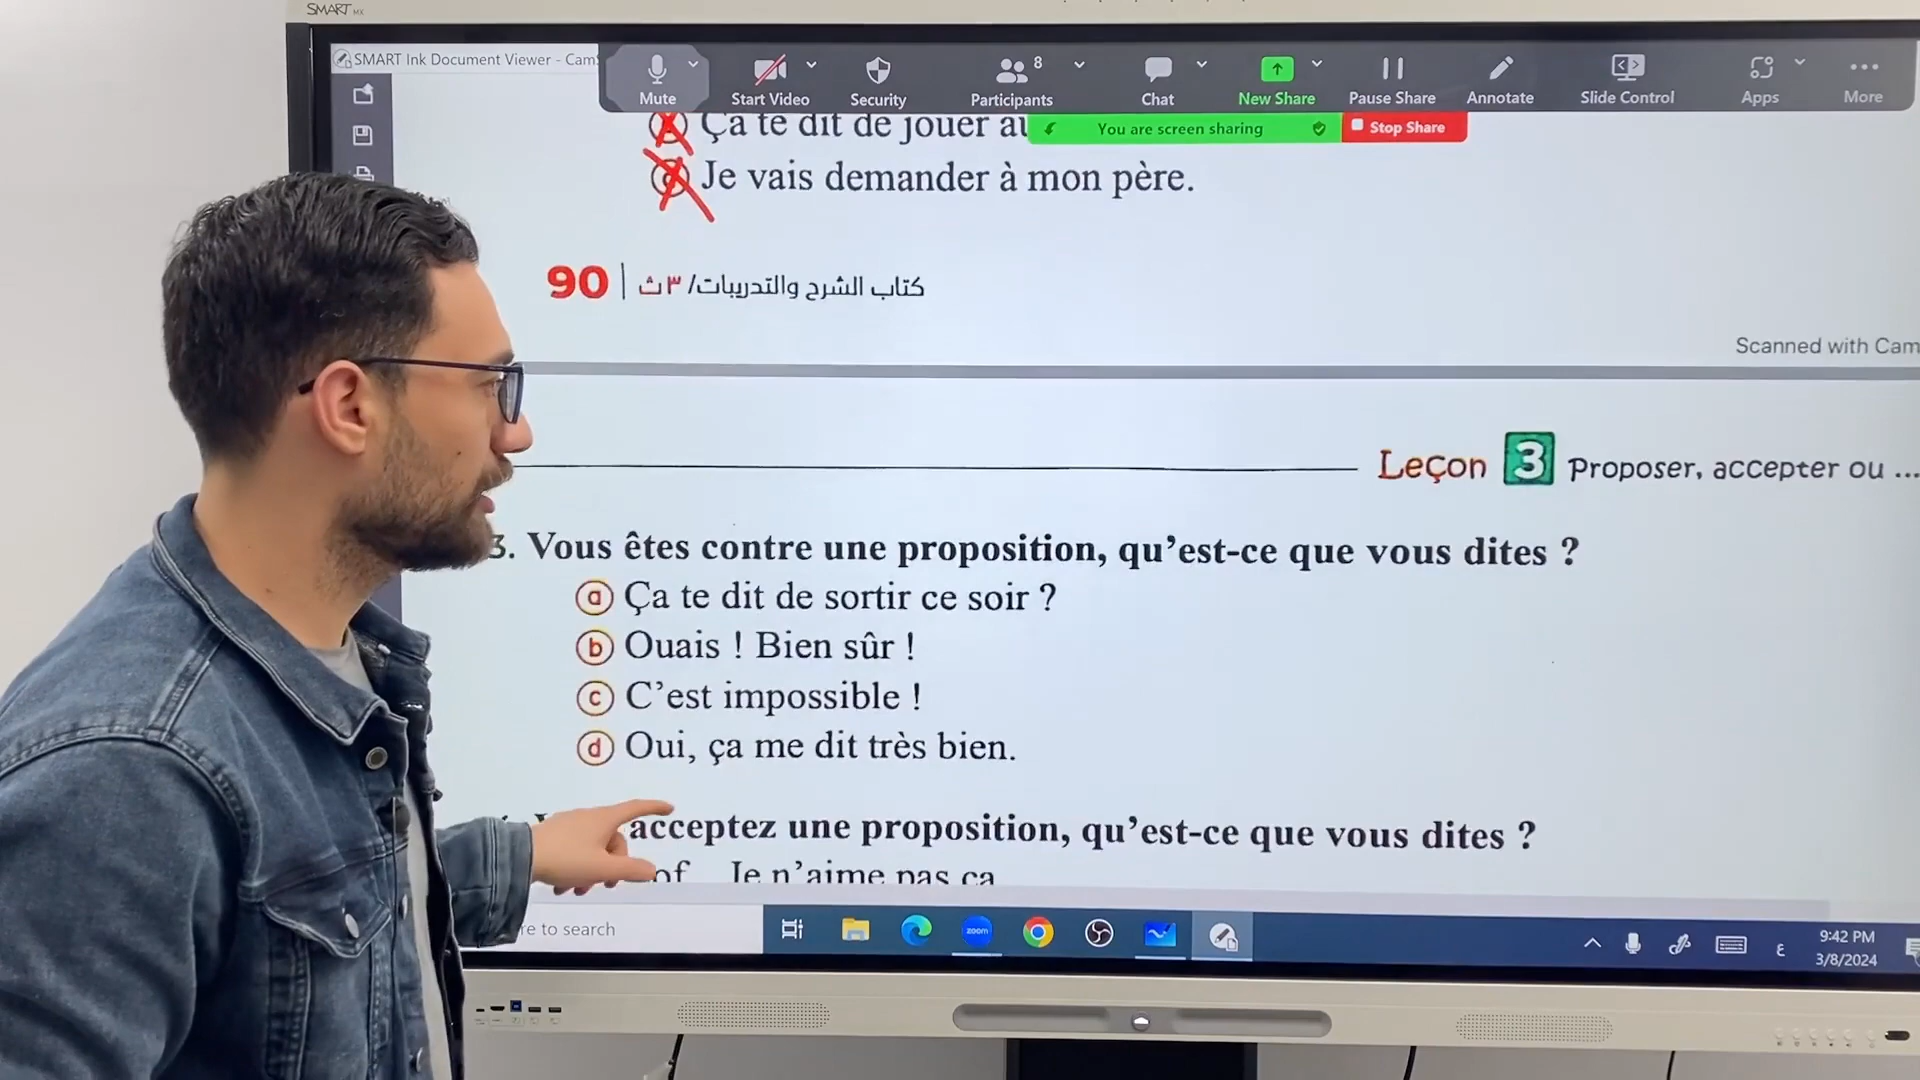 SMART MX
SMART Ink Document Viewer - Cam
Mute
Start Video
Security
8
Participants
Chat
New Share
Pause Share
Annotate
Slide Control
Apps
More
You are screen sharing
Stop Share
Ça te dit de jouer au
Je vais demander à mon père.
90 | كتاب الشرح والتدريبات/ ٣ث
Scanned with Cam
Leçon 3 Proposer, accepter ou ...
3. Vous êtes contre une proposition, qu’est-ce que vous dites ?
a Ça te dit de sortir ce soir ?
b Ouais ! Bien sûr !
c C’est impossible !
d Oui, ça me dit très bien.
acceptez une proposition, qu’est-ce que vous dites ?
of Je n’aime pas ça
re to search
zoom
ع
9:42 PM
3/8/2024